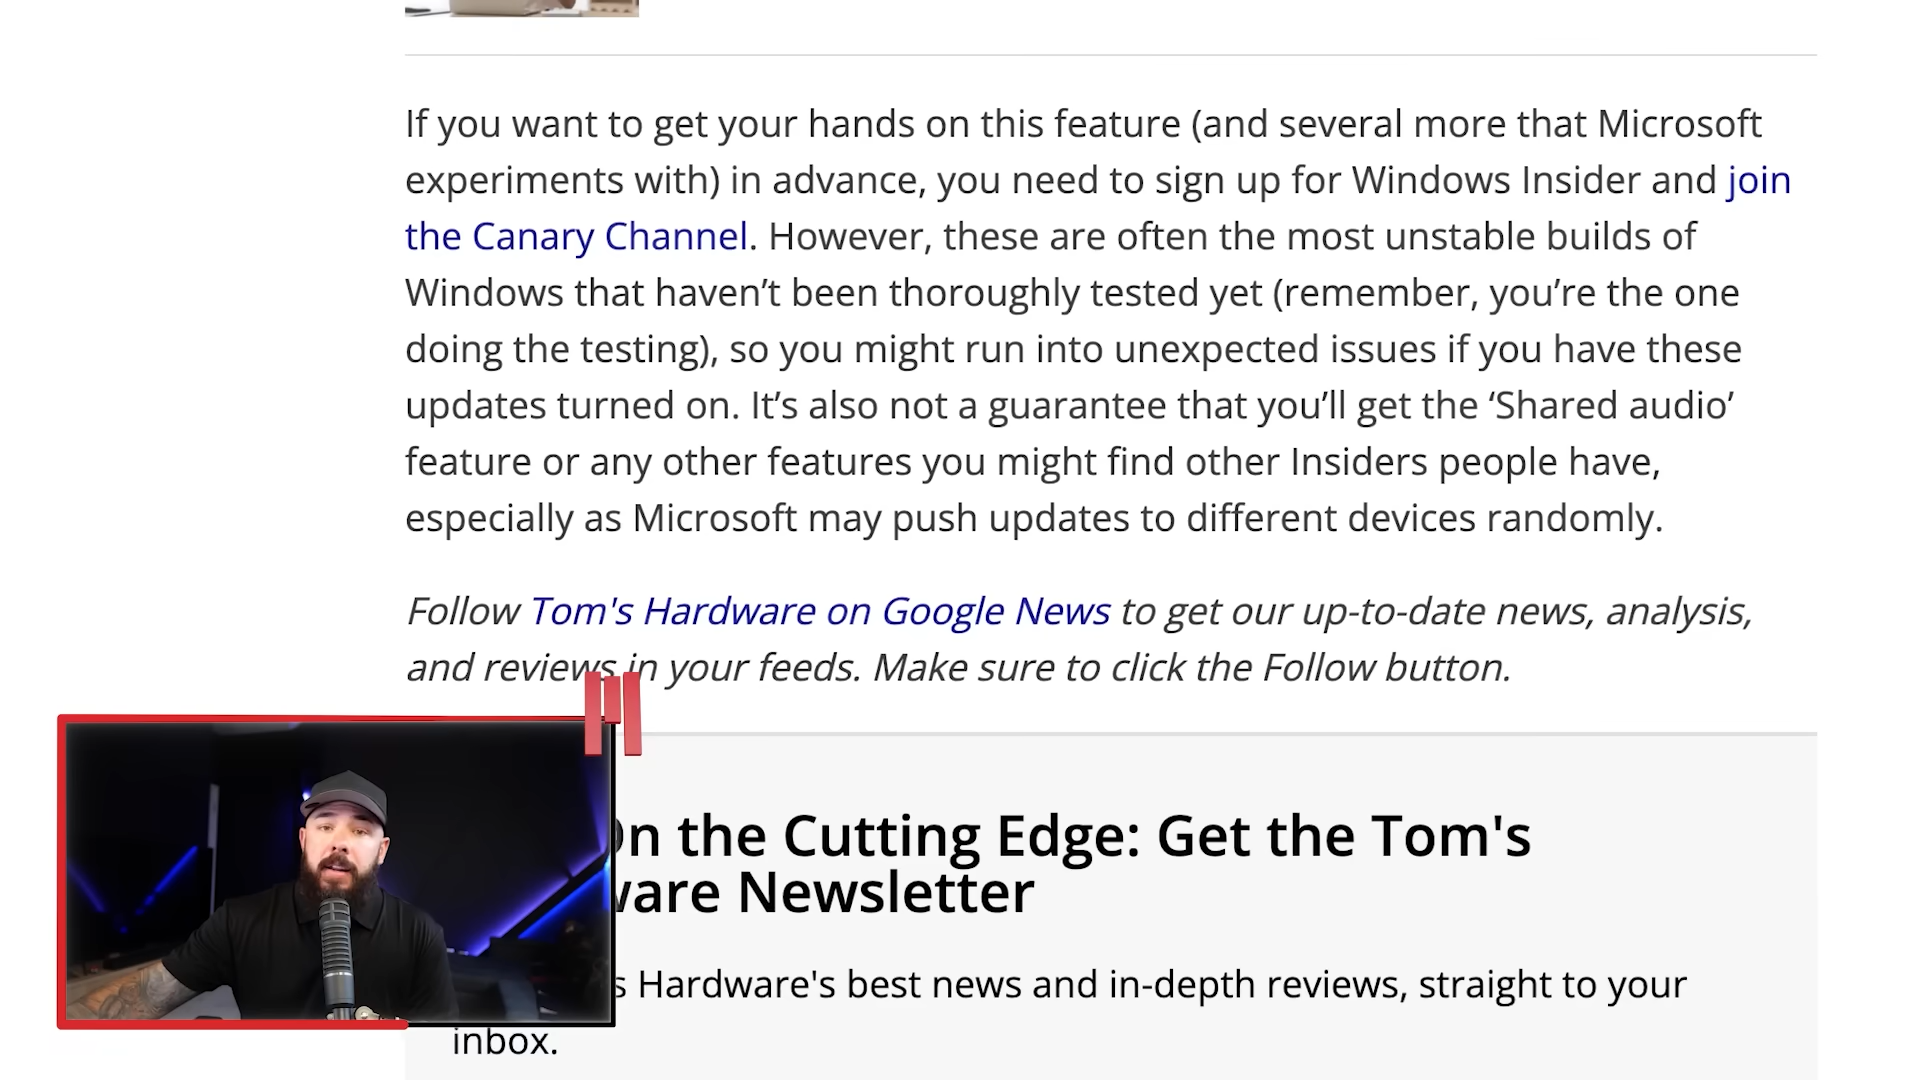 If you want to get your hands on this feature (and several more that Microsoft
experiments with) in advance, you need to sign up for Windows Insider and join
the Canary Channel. However, these are often the most unstable builds of
Windows that haven’t been thoroughly tested yet (remember, you’re the one
doing the testing), so you might run into unexpected issues if you have these
updates turned on. It’s also not a guarantee that you’ll get the ‘Shared audio’
feature or any other features you might find other Insiders people have,
especially as Microsoft may push updates to different devices randomly.
Follow Tom's Hardware on Google News to get our up-to-date news, analysis,
and reviews in your feeds. Make sure to click the Follow button.
the Cutting Edge: Get the Tom's
Newsletter
Hardware's best news and in-depth reviews, straight to your
inbox.